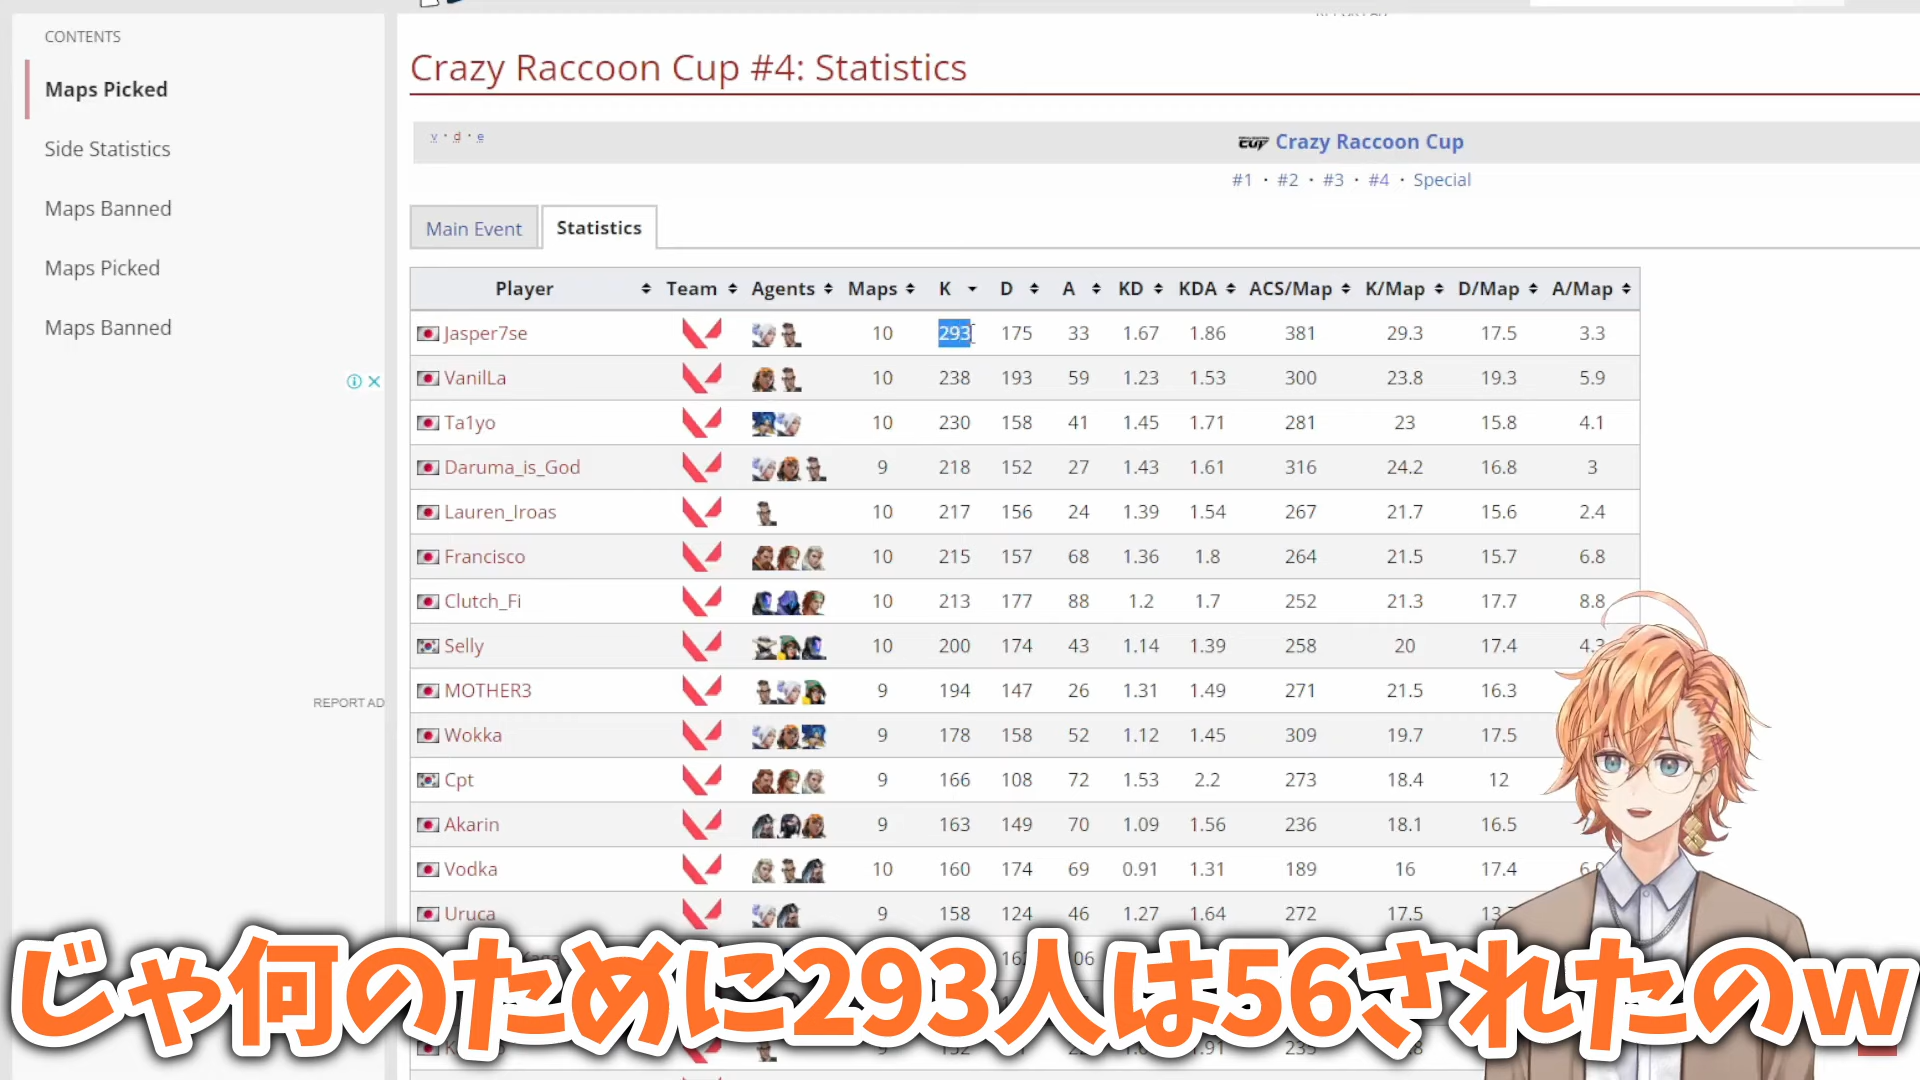 CONTENTS
Maps Picked
Side Statistics
Maps Banned
Maps Picked
Maps Banned
REPORT AD
Crazy Raccoon Cup #4: Statistics
v · d · e
CUP Crazy Raccoon Cup
#1 · #2 · #3 · #4 · Special
Main Event Statistics
Player Team Agents Maps K D A KD KDA ACS/Map K/Map D/Map A/Map
Jasper7se 10 293 175 33 1.67 1.86 381 29.3 17.5 3.3
VanilLa 10 238 193 59 1.23 1.53 300 23.8 19.3 5.9
Ta1yo 10 230 158 41 1.45 1.71 281 23 15.8 4.1
Daruma_is_God 9 218 152 27 1.43 1.61 316 24.2 16.8 3
Lauren_Iroas 10 217 156 24 1.39 1.54 267 21.7 15.6 2.4
Francisco 10 215 157 68 1.36 1.8 264 21.5 15.7 6.8
Clutch_Fi 10 213 177 88 1.2 1.7 252 21.3 17.7 8.8
Selly 10 200 174 43 1.14 1.39 258 20 17.4
MOTHER3 9 194 147 26 1.31 1.49 271 21.5 16.3
Wokka 9 178 158 52 1.12 1.45 309 19.7 17.5
Cpt 9 166 108 72 1.53 2.2 273 18.4 12
Akarin 9 163 149 70 1.09 1.56 236 18.1 16.5
Vodka 10 160 174 69 0.91 1.31 189 16 17.4
Uruca 9 158 124 46 1.27 1.64 272 17.5
じゃ何のために293人は56されたのw